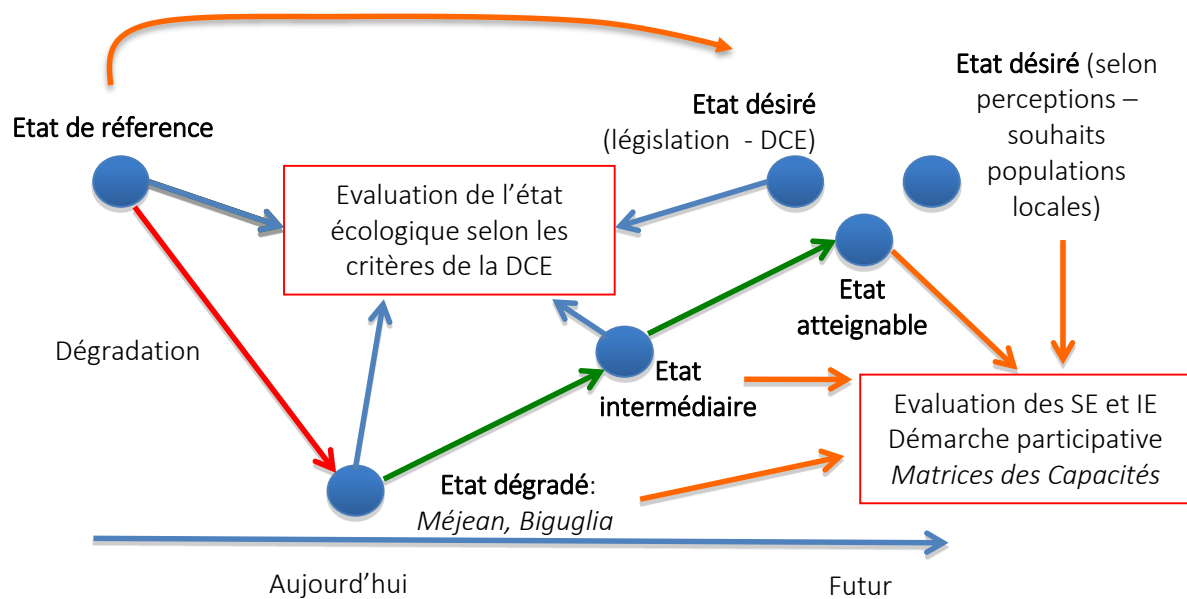 Etat de réference
Etat désiré
(législation - DCE)
Etat désiré (selon
perceptions –
souhaits
populations
locales)
Evaluation de l’état
écologique selon les
critères de la DCE
Etat
atteignable
Dégradation
Etat
intermédiaire
Evaluation des SE et IE
Démarche participative
Matrices des Capacités
Etat dégradé:
Méjean, Biguglia
Aujourd’hui
Futur